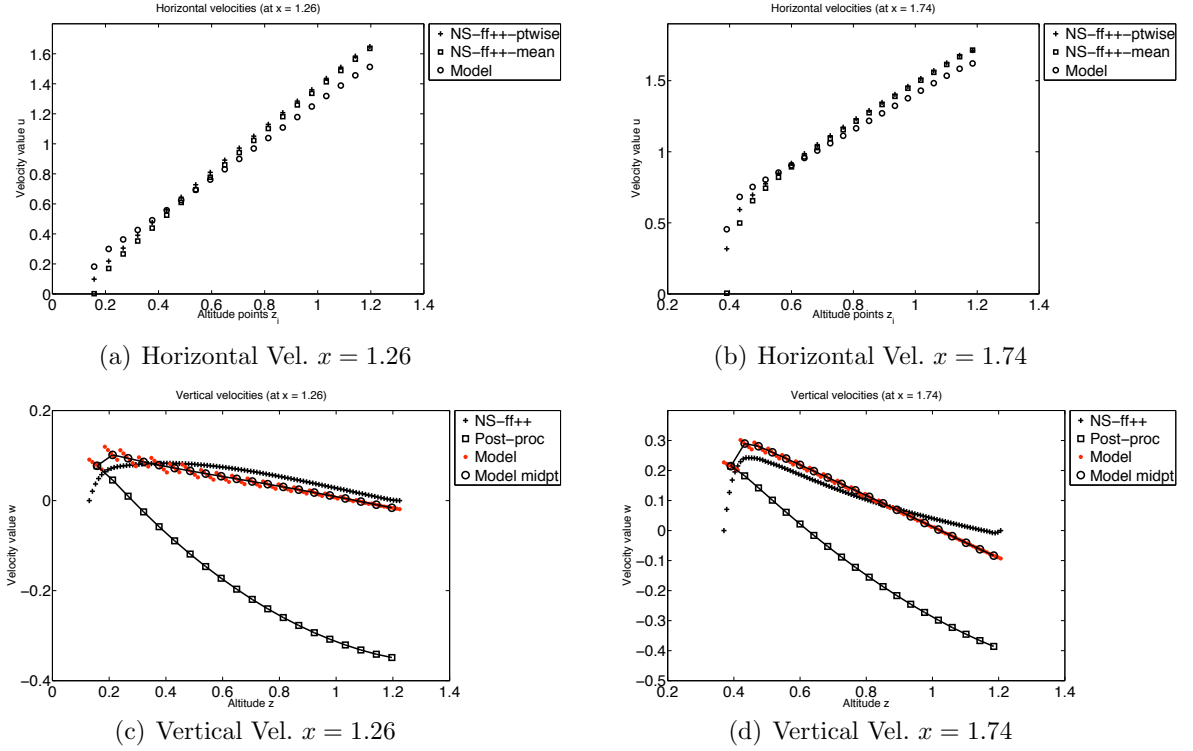 Horizontal velocities (at x = 1.26)
Velocity value u
1.6
1.4
1.2
1
0.8
0.6
0.4
0.2
0
0 0.2 0.4 0.6 0.8 1 1.2 1.4
Altitude points z_i
NS−ff++−ptwise
NS−ff++−mean
Model
(a) Horizontal Vel. x = 1.26
Horizontal velocities (at x = 1.74)
Velocity value u
1.5
1
0.5
0
0 0.2 0.4 0.6 0.8 1 1.2 1.4
Altitude points z_i
NS−ff++−ptwise
NS−ff++−mean
Model
(b) Horizontal Vel. x = 1.74
Vertical velocities (at x = 1.26)
Velocity value w
0.2
0
−0.2
−0.4
0 0.2 0.4 0.6 0.8 1 1.2 1.4
Altitude z
NS−ff++
Post−proc
Model
Model midpt
(c) Vertical Vel. x = 1.26
Vertical velocities (at x = 1.74)
Velocity value w
0.4
0.3
0.2
0.1
0
−0.1
−0.2
−0.3
−0.4
−0.5
0.2 0.4 0.6 0.8 1 1.2 1.4
Altitude z
NS−ff++
Post−proc
Model
Model midpt
(d) Vertical Vel. x = 1.74